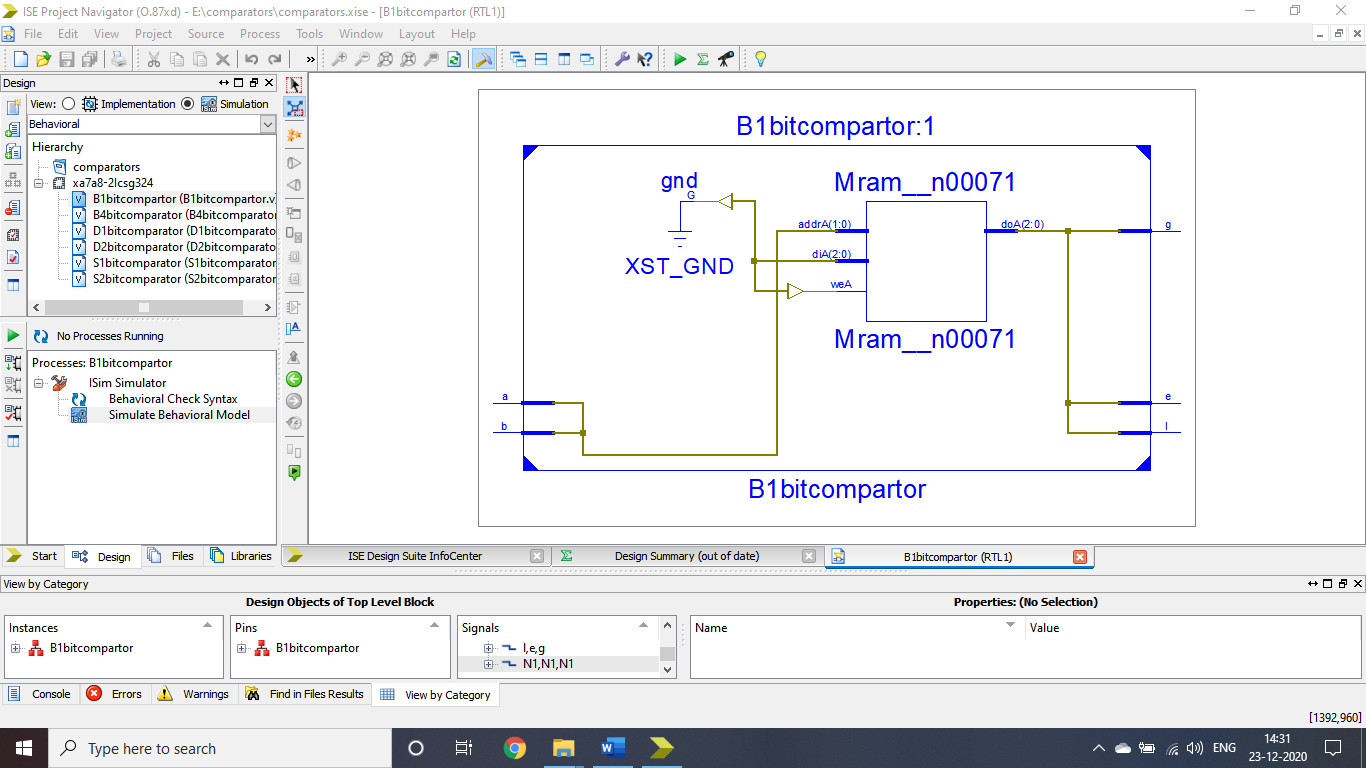 ISE Project Navigator (O.87xd) - E:\comparators\comparators.xise - [B1bitcompartor (RTL1)]
File Edit View Project Source Process Tools Window Layout Help
Design
View: Implementation Simulation
Behavioral
Hierarchy
comparators
xa7a8-2lcsg324
B1bitcompartor (B1bitcompartor.v
B4bitcomparator (B4bitcomparator
D1bitcomparator (D1bitcomparato
D2bitcomparator (D2bitcomparato
S1bitcomparator (S1bitcomparator
S2bitcomparator (S2bitcomparator
No Processes Running
Processes: B1bitcompartor
ISim Simulator
Behavioral Check Syntax
Simulate Behavioral Model
Start Design Files Libraries
B1bitcompartor:1
gnd
G
XST_GND
Mram__n00071
addrA(1:0)
diA(2:0)
weA
doA(2:0)
Mram__n00071
a
b
g
e
l
B1bitcompartor
ISE Design Suite InfoCenter
Design Summary (out of date)
B1bitcompartor (RTL1)
View by Category
Design Objects of Top Level Block
Properties: (No Selection)
Instances
B1bitcompartor
Pins
B1bitcompartor
Signals
l,e,g
N1,N1,N1
Name Value
Console Errors Warnings Find in Files Results View by Category
[1392,960]
Type here to search
ENG
14:31
23-12-2020